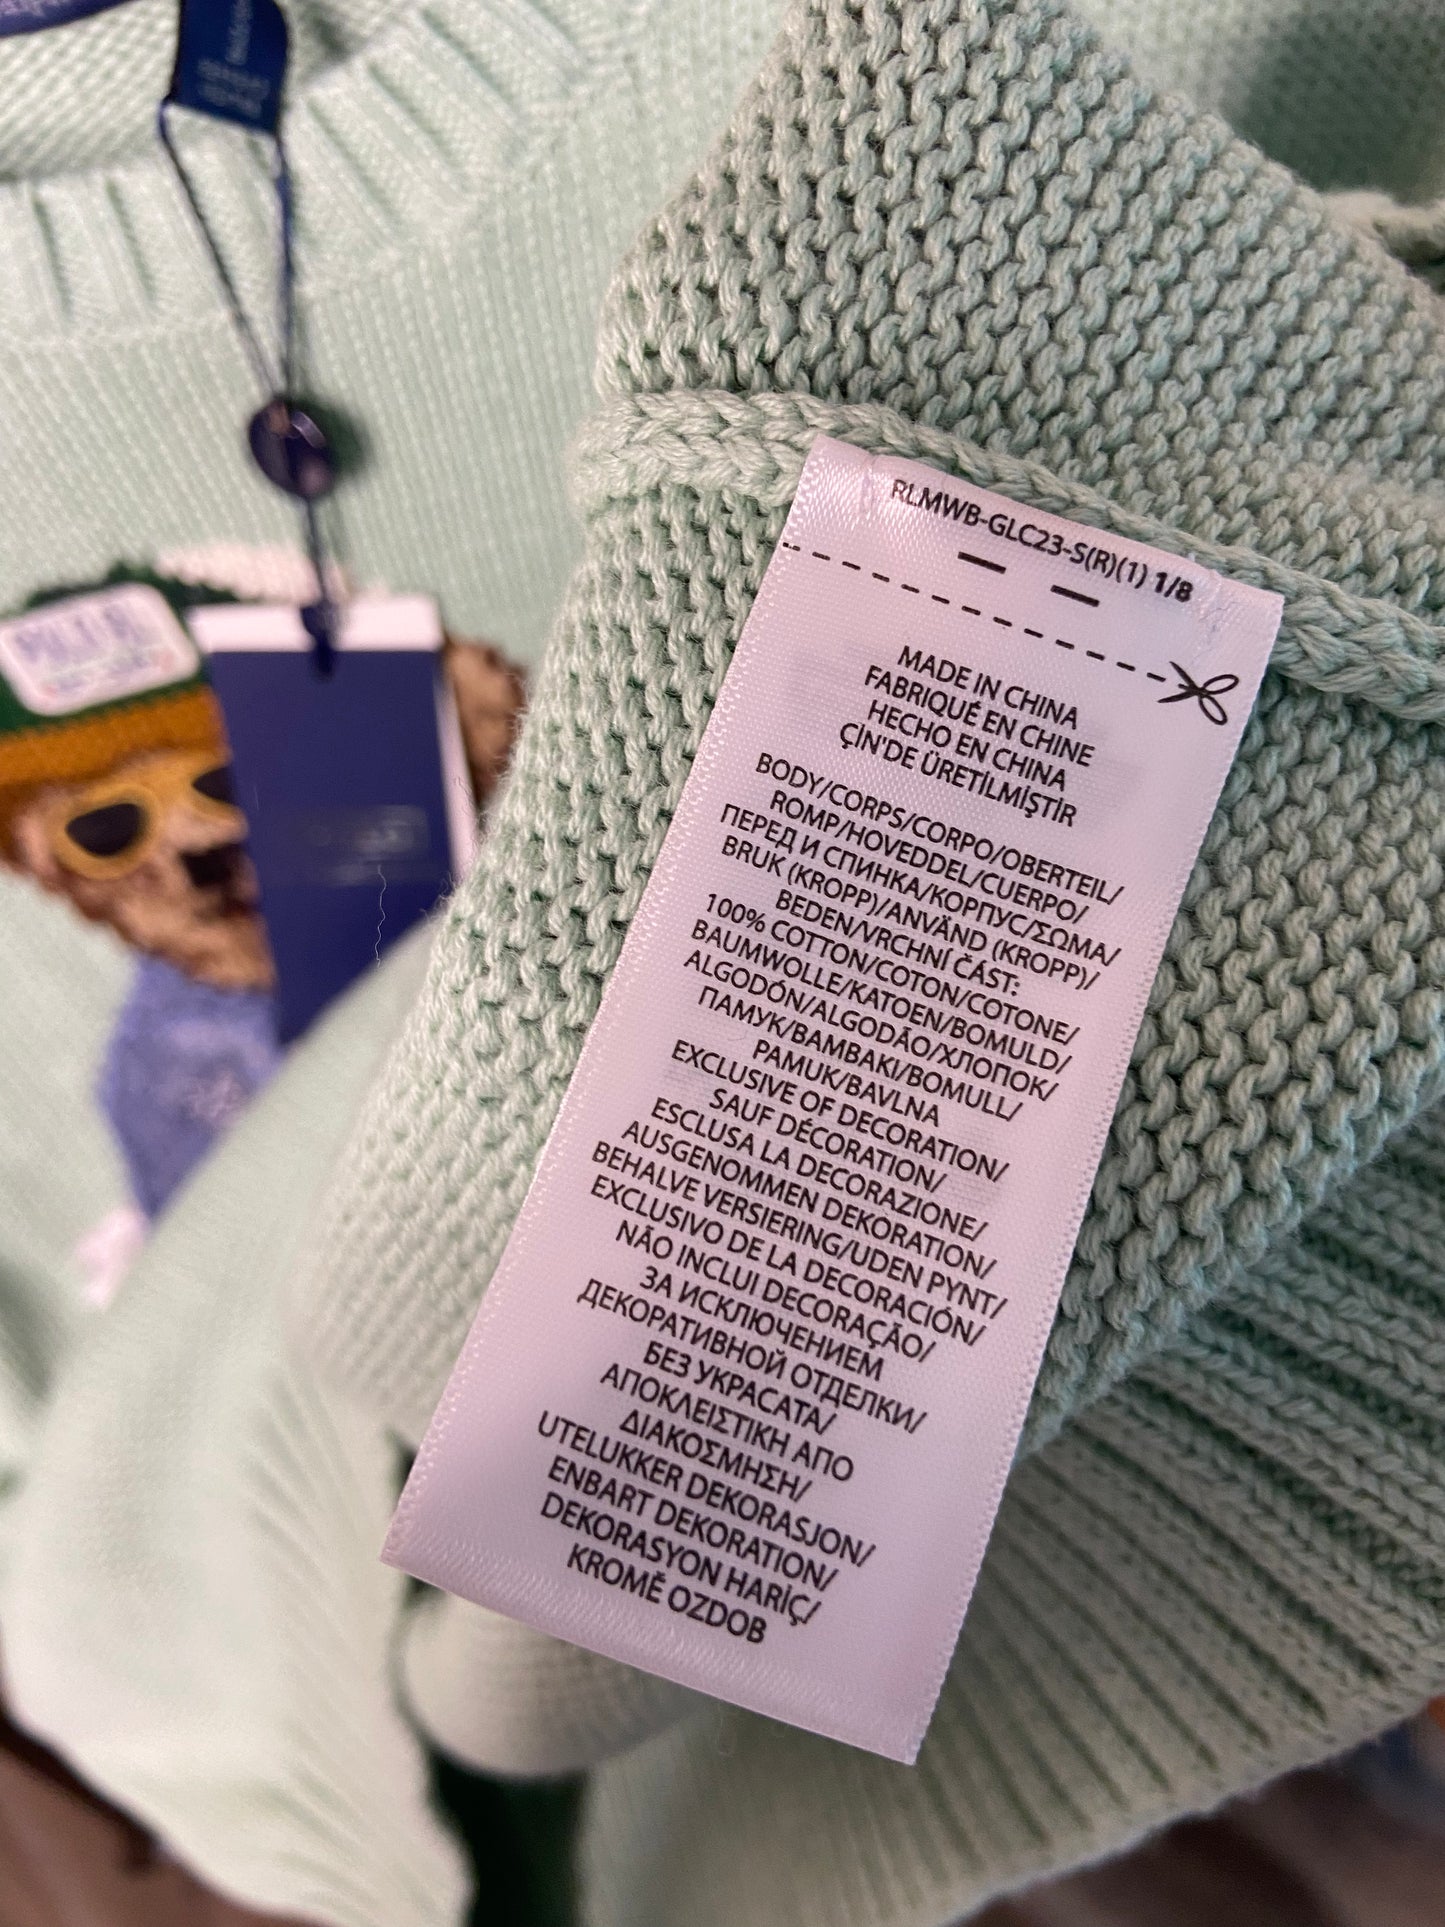 RLMWB-GLC23-S(R)(1) 1/8
MADE IN CHINA
FABRIQUÉ EN CHINE
HECHO EN CHINA
ÇİN'DE ÜRETİLMİŞTİR
BODY/CORPS/CORPO/OBERTEIL/
ROMP/HOVEDDEL/CUERPO/
ПЕРЕД И СПИНКА/КОРПУС/ΣΩΜΑ/
BRUK (KROPP)/ANVÄND (KROPP)/
BEDEN/VRCHNÍ ČÁST:
100% COTTON/COTON/COTONE/
BAUMWOLLE/KATOEN/BOMULD/
ALGODÓN/ALGODÃO/ХЛОПОК/
ПАМУК/ΒΑΜΒΑΚΙ/BOMULL/
PAMUK/BAVLNA
EXCLUSIVE OF DECORATION/
SAUF DÉCORATION/
ESCLUSA LA DECORAZIONE/
AUSGENOMMEN DEKORATION/
BEHALVE VERSIERING/UDEN PYNT/
EXCLUSIVO DE LA DECORACIÓN/
NÃO INCLUI DECORAÇÃO/
ЗА ИСКЛЮЧЕНИЕМ
ДЕКОРАТИВНОЙ ОТДЕЛКИ/
БЕЗ УКРАСАТА/
ΑΠΟΚΛΕΙΣΤΙΚΗ ΑΠΟ
ΔΙΑΚΟΣΜΗΣΗ/
UTELUKKER DEKORASJON/
ENBART DEKORATION/
DEKORASYON HARİÇ/
KROMĚ OZDOB